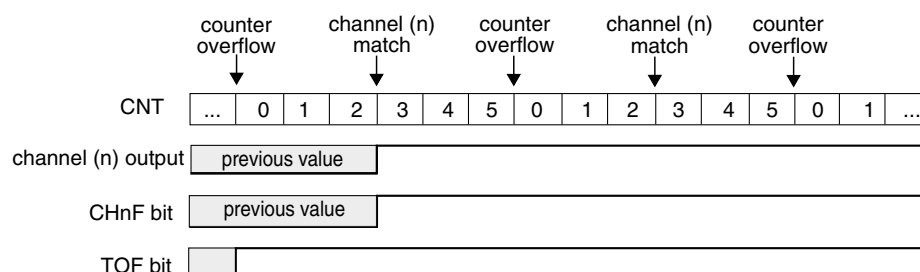 counter overflow
channel (n) match
counter overflow
channel (n) match
counter overflow
CNT ... 0 1 2 3 4 5 0 1 2 3 4 5 0 1 ...
channel (n) output previous value
CHnF bit previous value
TOF bit